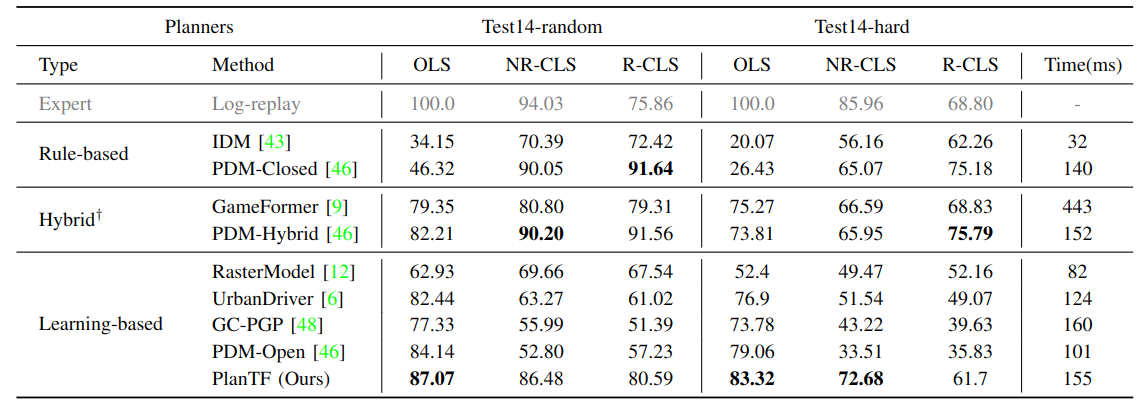 Planners Test14-random Test14-hard
Type Method OLS NR-CLS R-CLS OLS NR-CLS R-CLS Time(ms)
Expert Log-replay 100.0 94.03 75.86 100.0 85.96 68.80 -
Rule-based
IDM [43] 34.15 70.39 72.42 20.07 56.16 62.26 32
PDM-Closed [46] 46.32 90.05 91.64 26.43 65.07 75.18 140
Hybrid†
GameFormer [9] 79.35 80.80 79.31 75.27 66.59 68.83 443
PDM-Hybrid [46] 82.21 90.20 91.56 73.81 65.95 75.79 152
Learning-based
RasterModel [12] 62.93 69.66 67.54 52.4 49.47 52.16 82
UrbanDriver [6] 82.44 63.27 61.02 76.9 51.54 49.07 124
GC-PGP [48] 77.33 55.99 51.39 73.78 43.22 39.63 160
PDM-Open [46] 84.14 52.80 57.23 79.06 33.51 35.83 101
PlanTF (Ours) 87.07 86.48 80.59 83.32 72.68 61.7 155